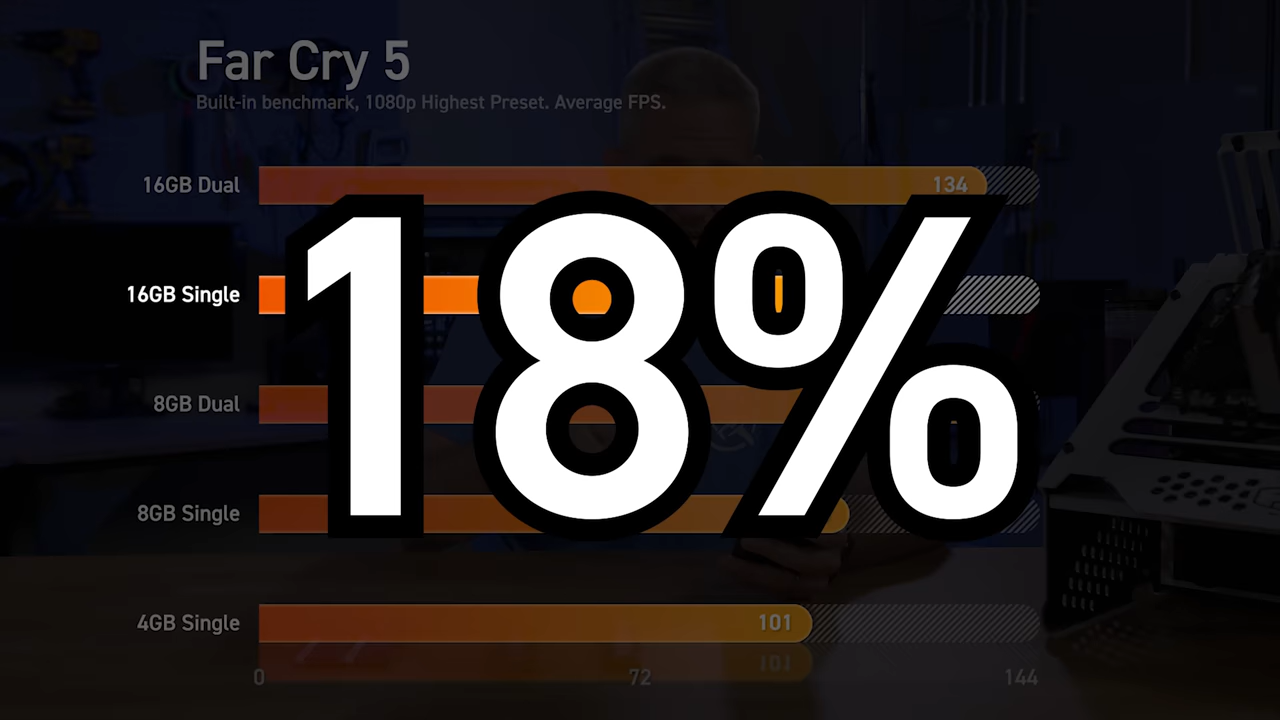 Far Cry 5
Built-in benchmark, 1080p Highest Preset. Average FPS.
16GB Dual
134
18%
16GB Single
8GB Dual
8GB Single
4GB Single
101
0
72
144